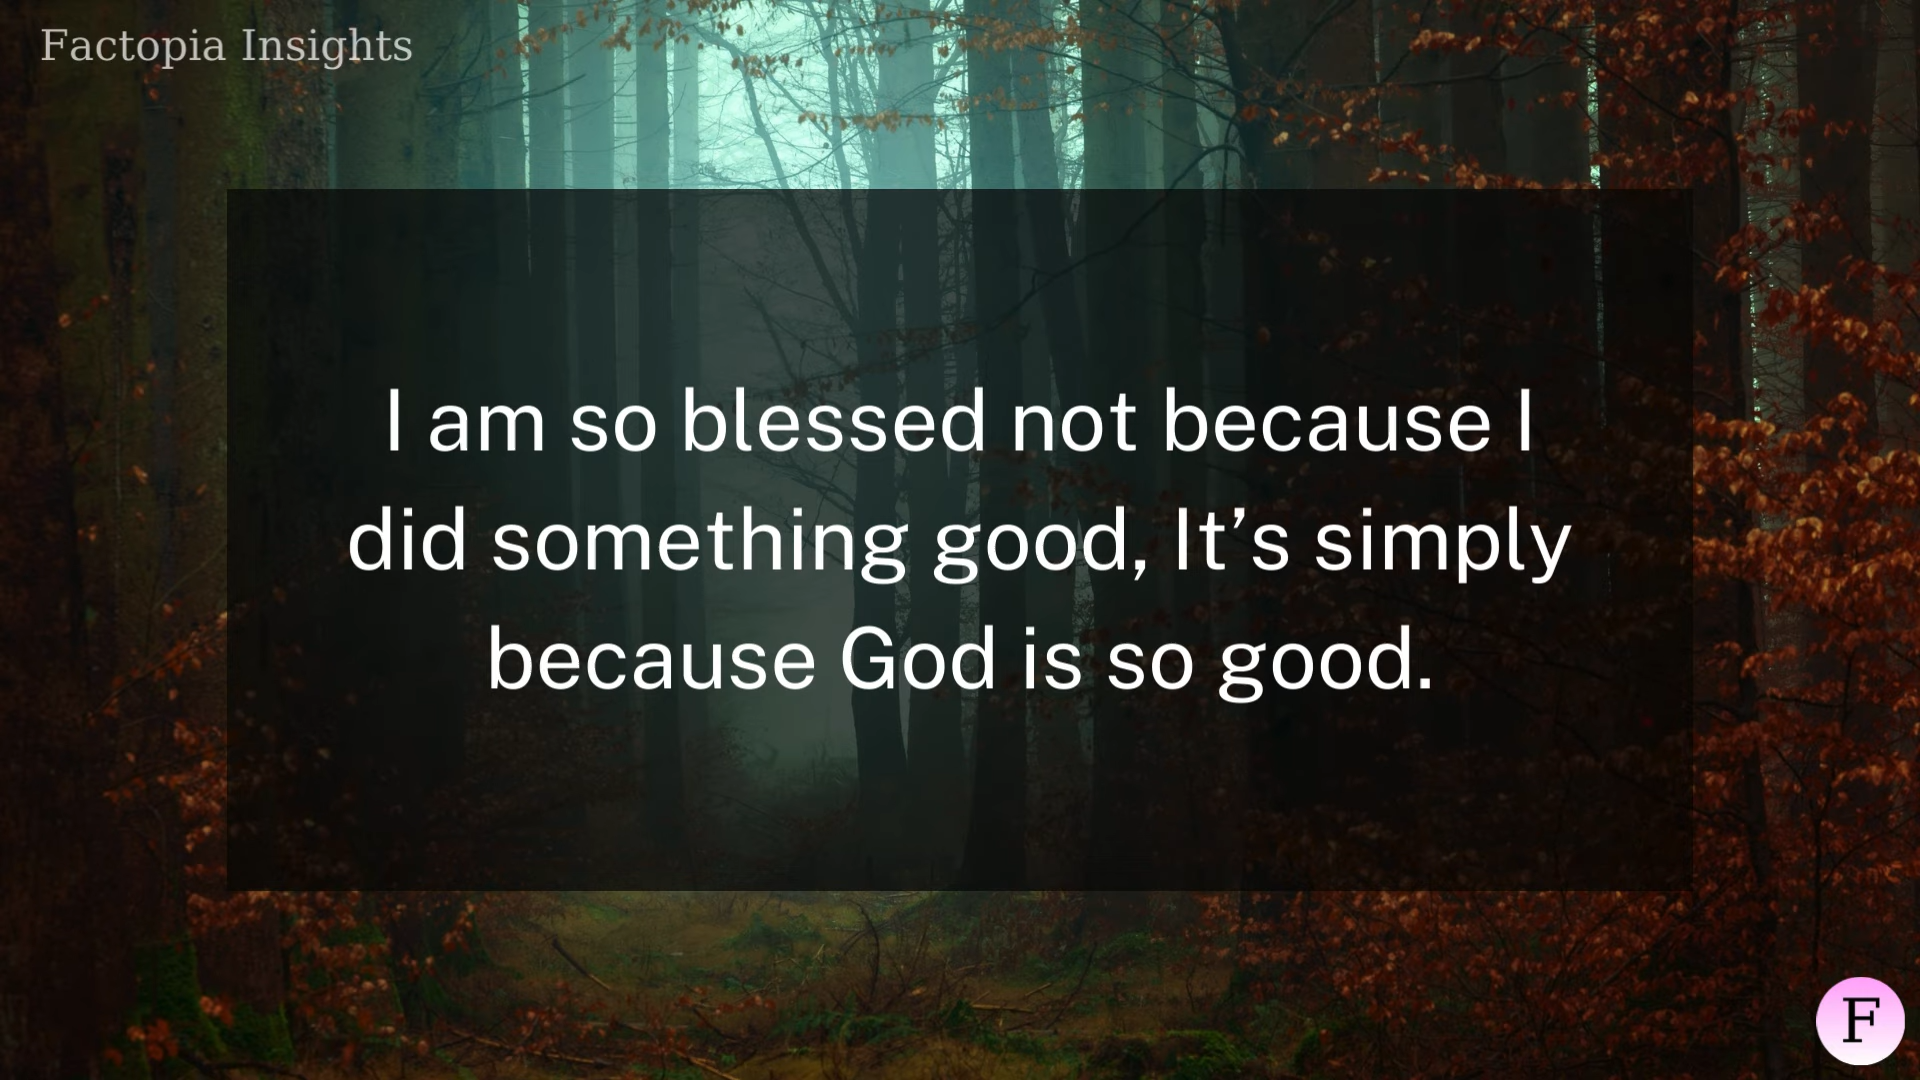 Factopia Insights
I am so blessed not because I
did something good, It’s simply
because God is so good.
F